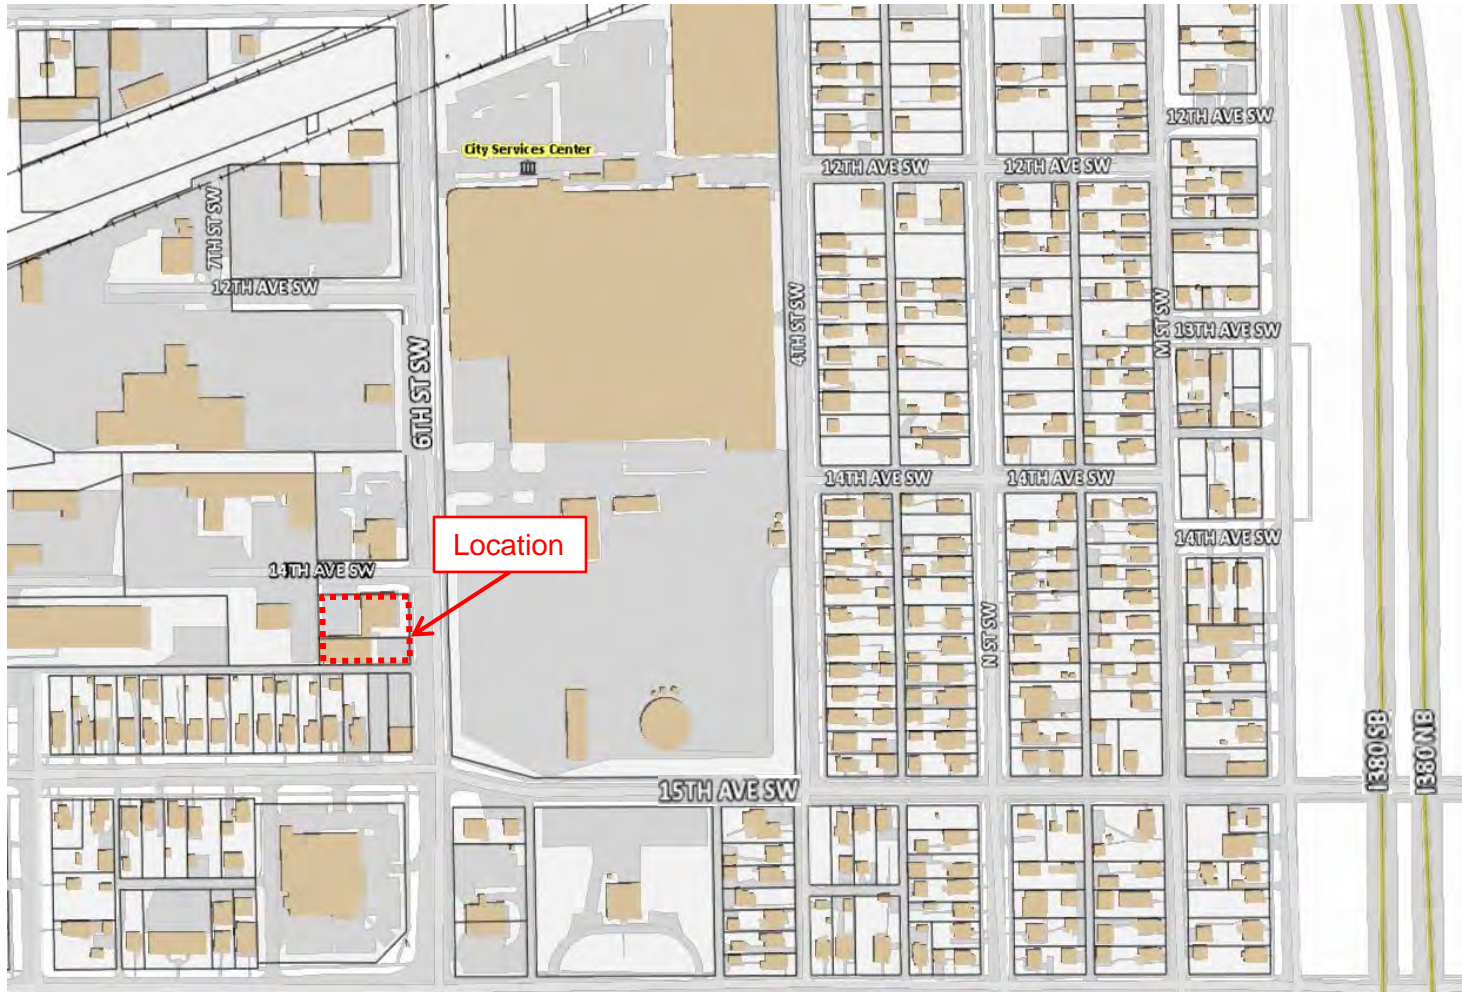 12TH AVE SW
City Services Center
12TH AVE SW
12TH AVE SW
7TH ST SW
12TH AVE SW
4TH ST SW
M ST SW
13TH AVE SW
6TH ST SW
14TH AVE SW
14TH AVE SW
Location
14TH AVE SW
14TH AVE SW
N ST SW
I380 SB
I380 NB
15TH AVE SW